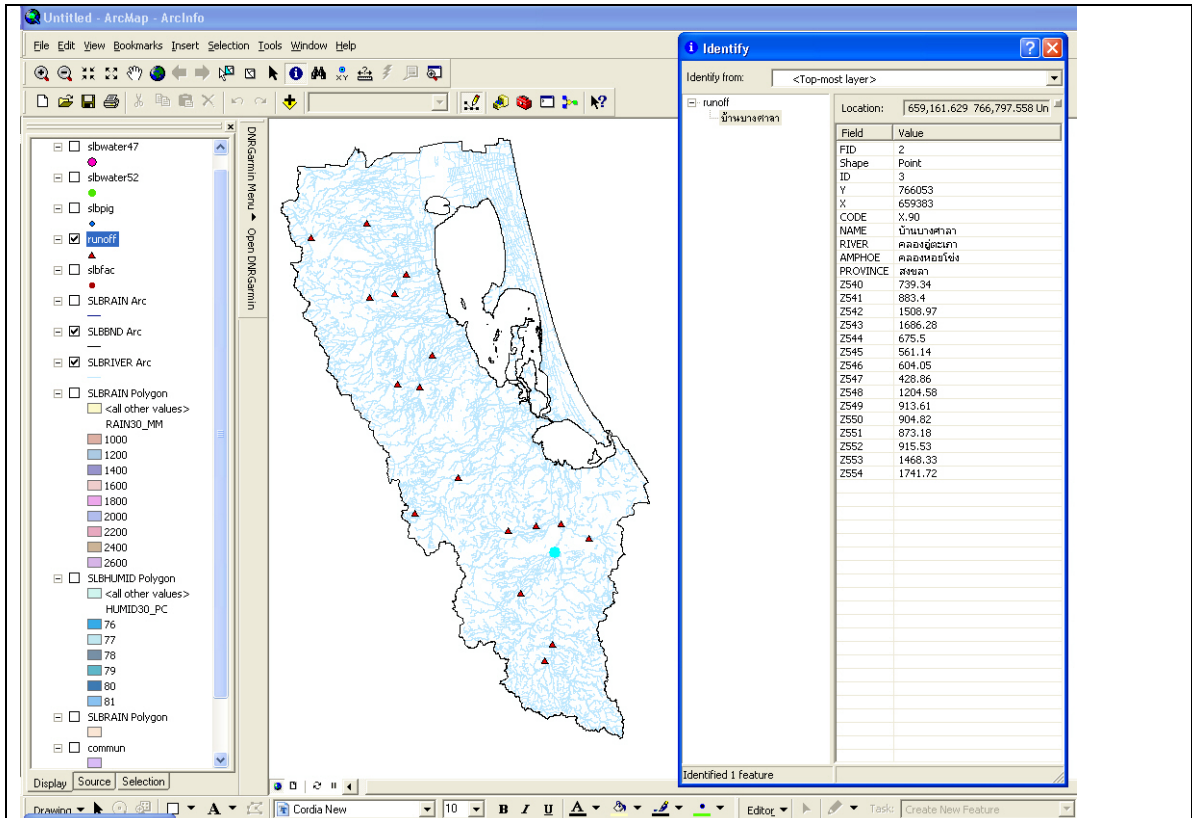 Untitled - ArcMap - ArcInfo
File Edit View Bookmarks Insert Selection Tools Window Help
slbwater47
slbwater52
slbpig
runoff
slbfac
SLBRAIN Arc
SLBBND Arc
SLBRIVER Arc
SLBRAIN Polygon
<all other values>
RAIN30_MM
1000
1200
1400
1600
1800
2000
2200
2400
2600
SLBHUMID Polygon
<all other values>
HUMID30_PC
76
77
78
79
80
81
SLBRAIN Polygon
commun
Display Source Selection
DNRGarmin Menu Open DNRGarmin
Identify
Identify from: <Top-most layer>
runoff
บ้านบางศาลา
Location: 659,161.629 766,797.558 Un
Field Value
FID 2
Shape Point
ID 3
Y 766053
X 659383
CODE X.90
NAME บ้านบางศาลา
RIVER คลองอู่ตะเภา
AMPHOE คลองหอยโข่ง
PROVINCE สงขลา
Z540 739.34
Z541 883.4
Z542 1508.97
Z543 1686.28
Z544 675.5
Z545 561.14
Z546 604.05
Z547 428.86
Z548 1204.58
Z549 913.61
Z550 904.82
Z551 873.18
Z552 915.53
Z553 1468.33
Z554 1741.72
Identified 1 feature
Drawing A Cordia New 10 B I U A Editor Task: Create New Feature